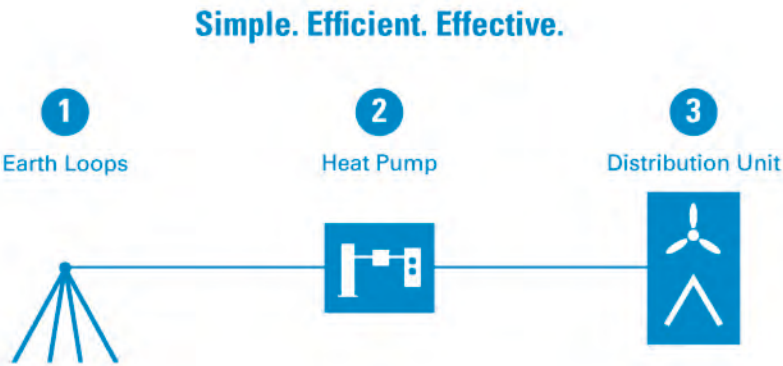 Simple. Efficient. Effective.
1
2
3
Earth Loops
Heat Pump
Distribution Unit